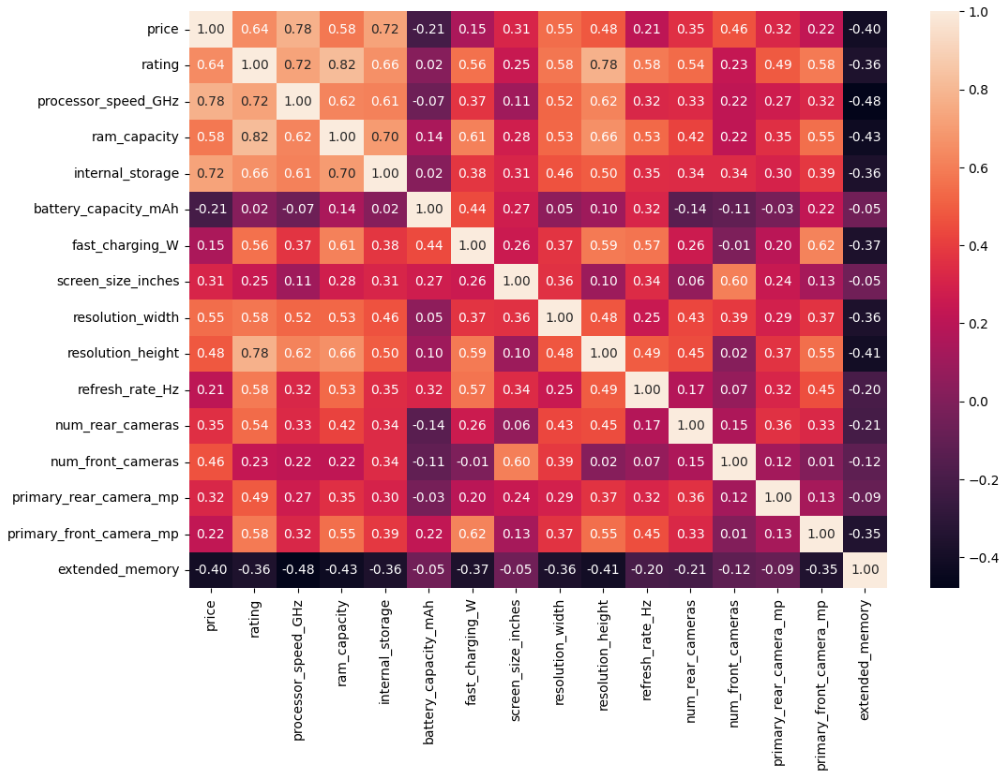 price 1.00 0.64 0.78 0.58 0.72 -0.21 0.15 0.31 0.55 0.48 0.21 0.35 0.46 0.32 0.22 -0.40
rating 0.64 1.00 0.72 0.82 0.66 0.02 0.56 0.25 0.58 0.78 0.58 0.54 0.23 0.49 0.58 -0.36
processor_speed_GHz 0.78 0.72 1.00 0.62 0.61 -0.07 0.37 0.11 0.52 0.62 0.32 0.33 0.22 0.27 0.32 -0.48
ram_capacity 0.58 0.82 0.62 1.00 0.70 0.14 0.61 0.28 0.53 0.66 0.53 0.42 0.22 0.35 0.55 -0.43
internal_storage 0.72 0.66 0.61 0.70 1.00 0.02 0.38 0.31 0.46 0.50 0.35 0.34 0.34 0.30 0.39 -0.36
battery_capacity_mAh -0.21 0.02 -0.07 0.14 0.02 1.00 0.44 0.27 0.05 0.10 0.32 -0.14 -0.11 -0.03 0.22 -0.05
fast_charging_W 0.15 0.56 0.37 0.61 0.38 0.44 1.00 0.26 0.37 0.59 0.57 0.26 -0.01 0.20 0.62 -0.37
screen_size_inches 0.31 0.25 0.11 0.28 0.31 0.27 0.26 1.00 0.36 0.10 0.34 0.06 0.60 0.24 0.13 -0.05
resolution_width 0.55 0.58 0.52 0.53 0.46 0.05 0.37 0.36 1.00 0.48 0.25 0.43 0.39 0.29 0.37 -0.36
resolution_height 0.48 0.78 0.62 0.66 0.50 0.10 0.59 0.10 0.48 1.00 0.49 0.45 0.02 0.37 0.55 -0.41
refresh_rate_Hz 0.21 0.58 0.32 0.53 0.35 0.32 0.57 0.34 0.25 0.49 1.00 0.17 0.07 0.32 0.45 -0.20
num_rear_cameras 0.35 0.54 0.33 0.42 0.34 -0.14 0.26 0.06 0.43 0.45 0.17 1.00 0.15 0.36 0.33 -0.21
num_front_cameras 0.46 0.23 0.22 0.22 0.34 -0.11 -0.01 0.60 0.39 0.02 0.07 0.15 1.00 0.12 0.01 -0.12
primary_rear_camera_mp 0.32 0.49 0.27 0.35 0.30 -0.03 0.20 0.24 0.29 0.37 0.32 0.36 0.12 1.00 0.13 -0.09
primary_front_camera_mp 0.22 0.58 0.32 0.55 0.39 0.22 0.62 0.13 0.37 0.55 0.45 0.33 0.01 0.13 1.00 -0.35
extended_memory -0.40 -0.36 -0.48 -0.43 -0.36 -0.05 -0.37 -0.05 -0.36 -0.41 -0.20 -0.21 -0.12 -0.09 -0.35 1.00
price
rating
processor_speed_GHz
ram_capacity
internal_storage
battery_capacity_mAh
fast_charging_W
screen_size_inches
resolution_width
resolution_height
refresh_rate_Hz
num_rear_cameras
num_front_cameras
primary_rear_camera_mp
primary_front_camera_mp
extended_memory
1.0
0.8
0.6
0.4
0.2
0.0
−0.2
−0.4